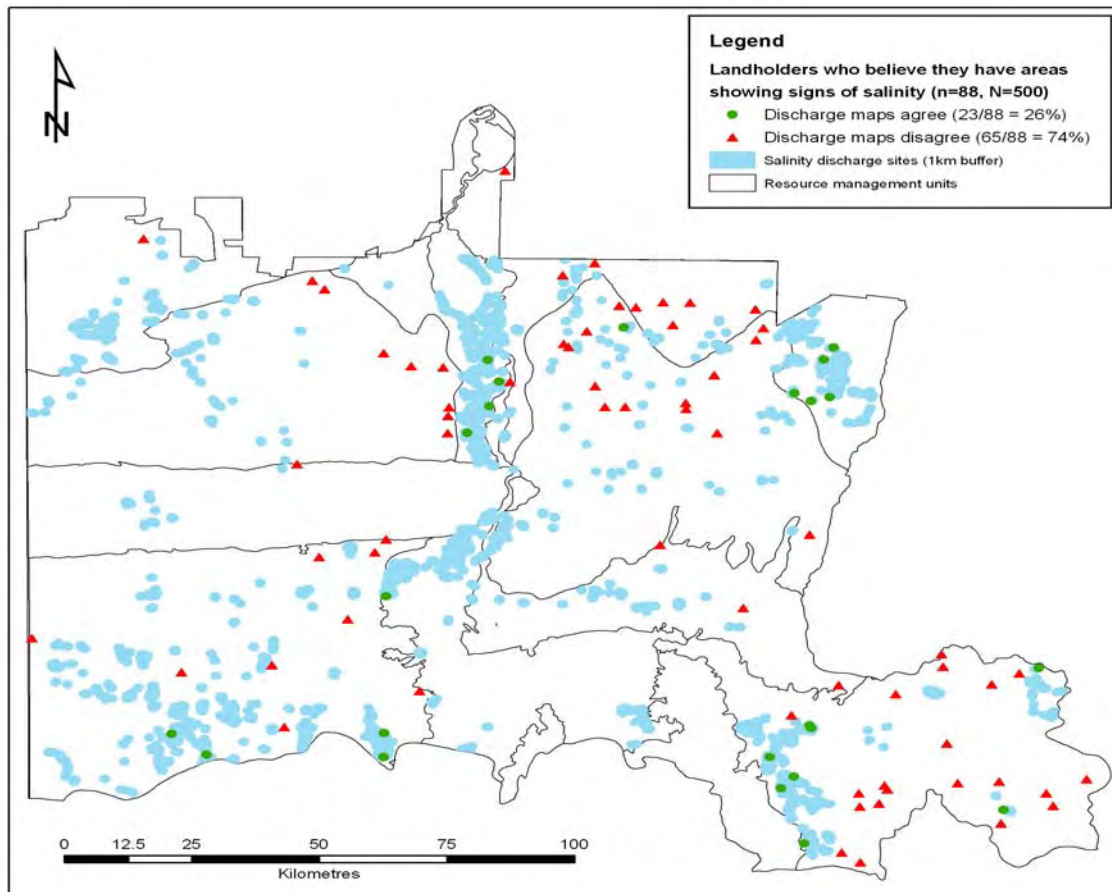 N
Legend
Landholders who believe they have areas
showing signs of salinity (n=88, N=500)
Discharge maps agree (23/88 = 26%)
Discharge maps disagree (65/88 = 74%)
Salinity discharge sites (1km buffer)
Resource management units
0 12.5 25 50 75 100
Kilometres